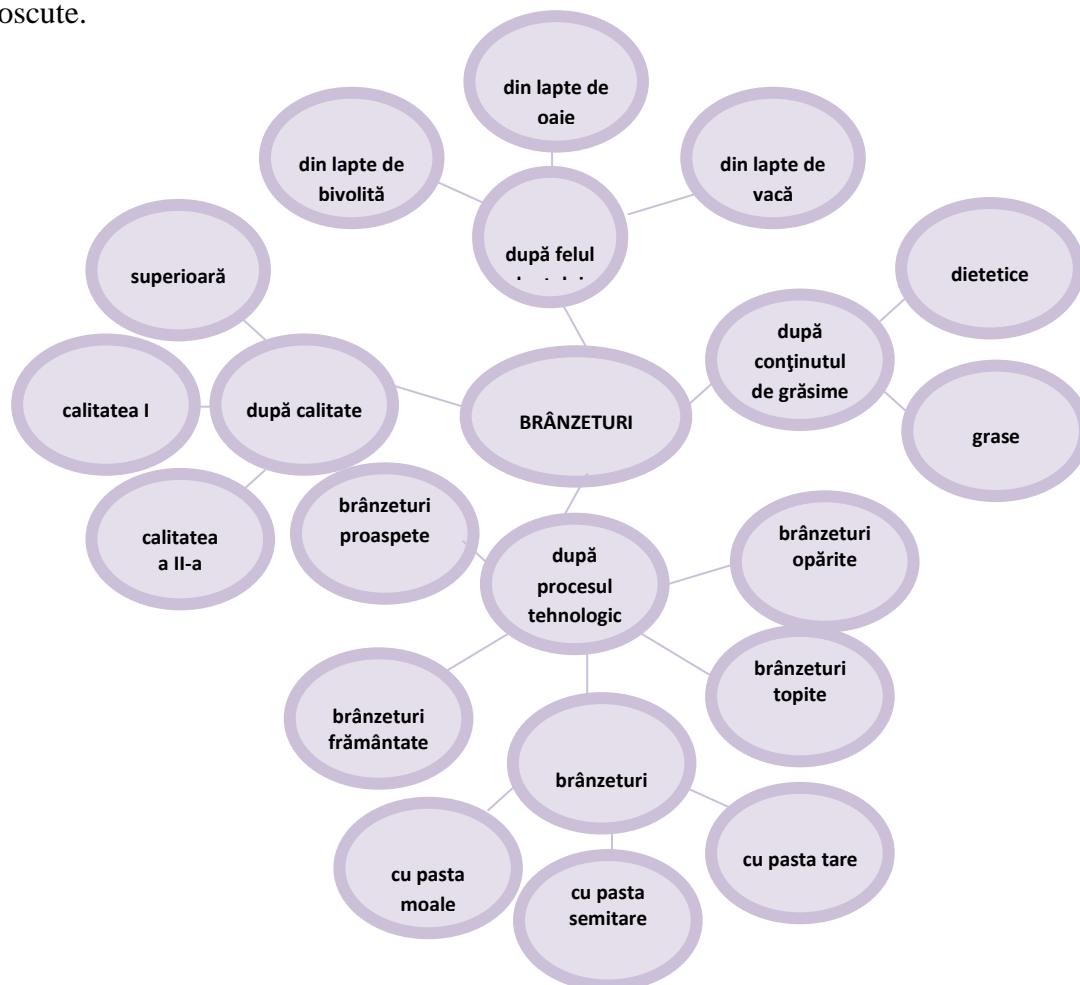 oscute.
din lapte de
oaie
din lapte de
bivolită
din lapte de
vacă
după felul
superioară
dietetice
după
conţinutul
de grăsime
calitatea I
după calitate
BRÂNZETURI
grase
calitatea
a II-a
brânzeturi
proaspete
după
procesul
tehnologic
brânzeturi
opărite
brânzeturi
topite
brânzeturi
frământate
brânzeturi
cu pasta
moale
cu pasta
semitare
cu pasta tare